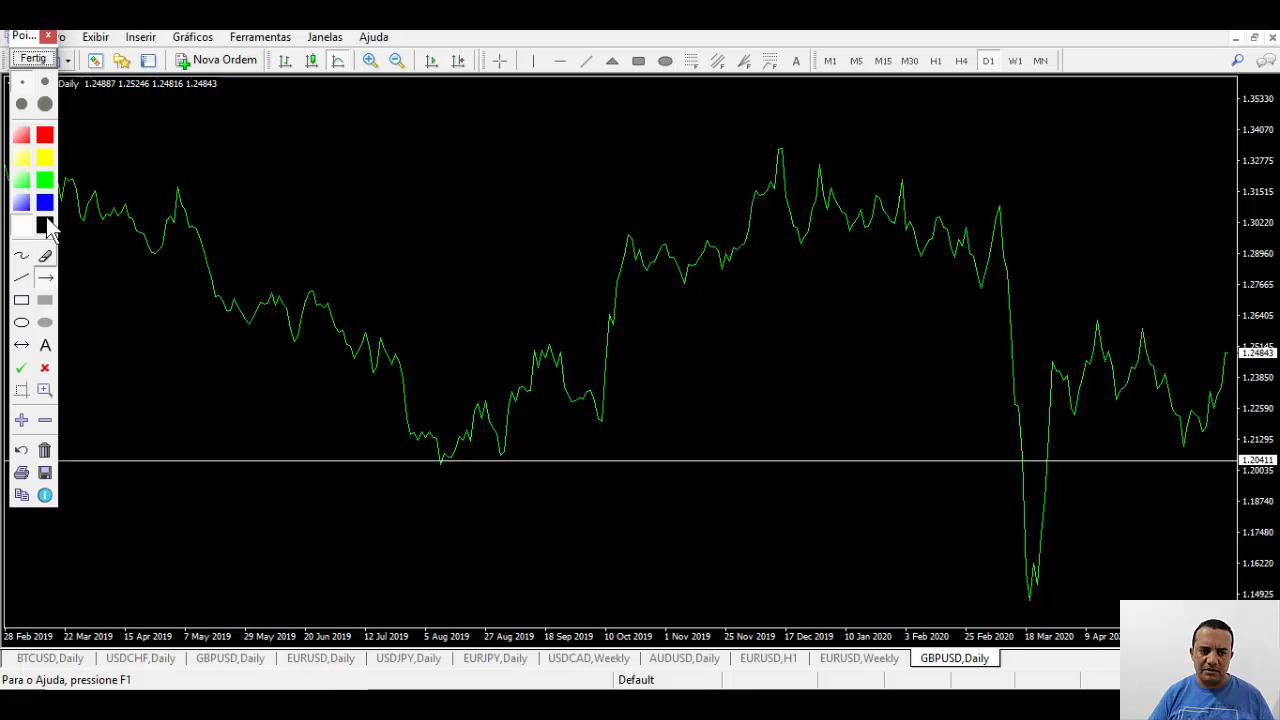 Poi...
Exibir Inserir Gráficos Ferramentas Janelas Ajuda
Fertig
Nova Ordem
A
M1 M5 M15 M30 H1 H4 D1 W1 MN
Daily 1.24887 1.25246 1.24816 1.24843
A
1.35330
1.34070
1.32775
1.31515
1.30220
1.28960
1.27665
1.26405
1.24843
1.23850
1.22590
1.21295
1.20411
1.20035
1.18740
1.17480
1.16220
1.14925
28 Feb 2019 22 Mar 2019 15 Apr 2019 7 May 2019 29 May 2019 20 Jun 2019 12 Jul 2019 5 Aug 2019 27 Aug 2019 18 Sep 2019 10 Oct 2019 1 Nov 2019 25 Nov 2019 17 Dec 2019 10 Jan 2020 3 Feb 2020 25 Feb 2020 18 Mar 2020 9 Apr
BTCUSD,Daily USDCHF,Daily GBPUSD,Daily EURUSD,Daily USDJPY,Daily EURJPY,Daily USDCAD,Weekly AUDUSD,Daily EURUSD,H1 EURUSD,Weekly GBPUSD,Daily
Para o Ajuda, pressione F1
Default